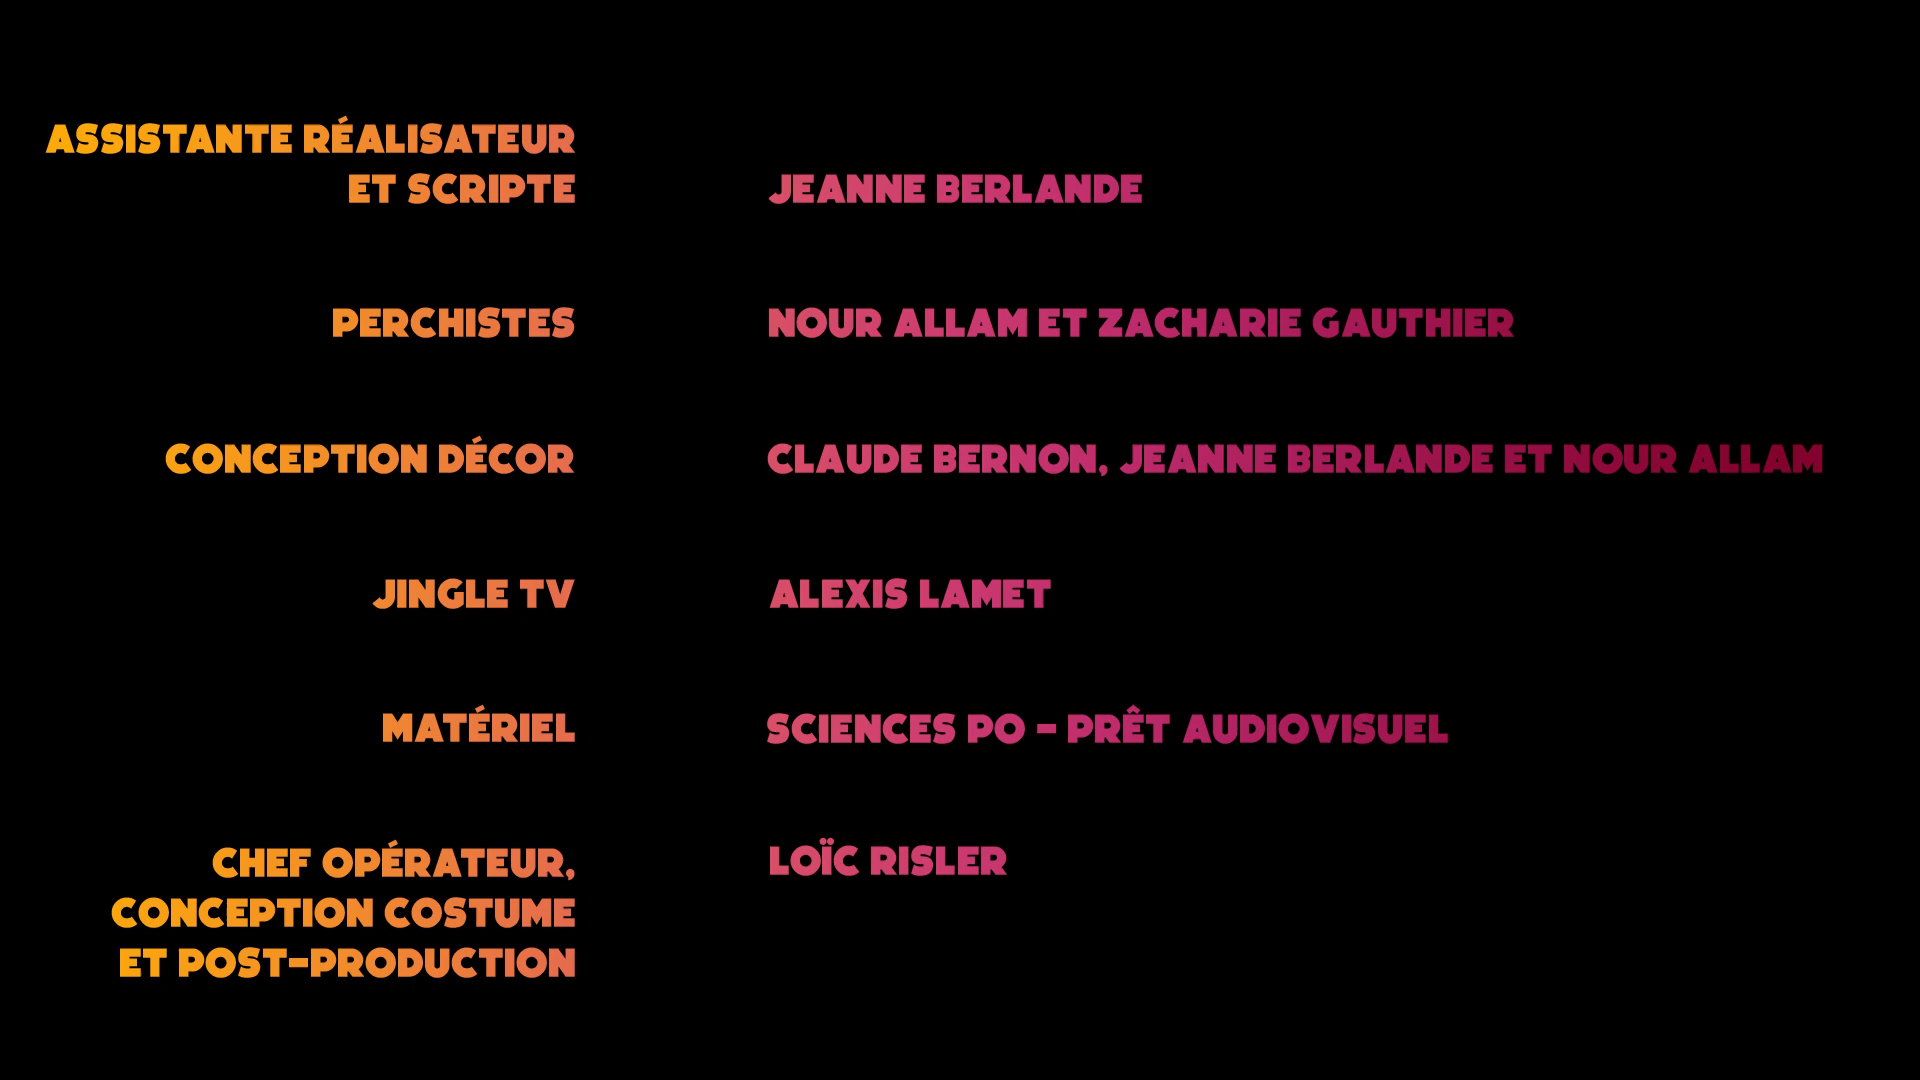 ASSISTANTE RÉALISATEUR
ET SCRIPTE JEANNE BERLANDE
PERCHISTES NOUR ALLAM ET ZACHARIE GAUTHIER
CONCEPTION DÉCOR CLAUDE BERNON, JEANNE BERLANDE ET NOUR ALLAM
JINGLE TV ALEXIS LAMET
MATÉRIEL SCIENCES PO - PRÊT AUDIOVISUEL
CHEF OPÉRATEUR, LOÏC RISLER
CONCEPTION COSTUME
ET POST-PRODUCTION